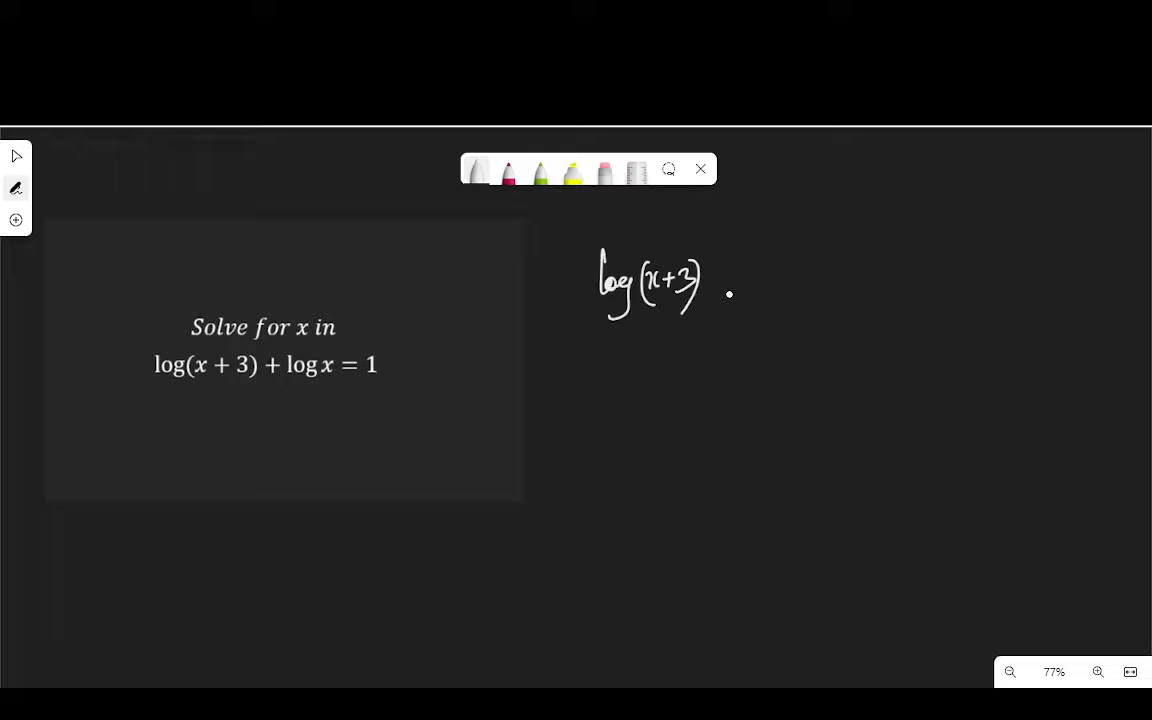 Solve for x in
log(x + 3) + log x = 1
log(x+3)
77%